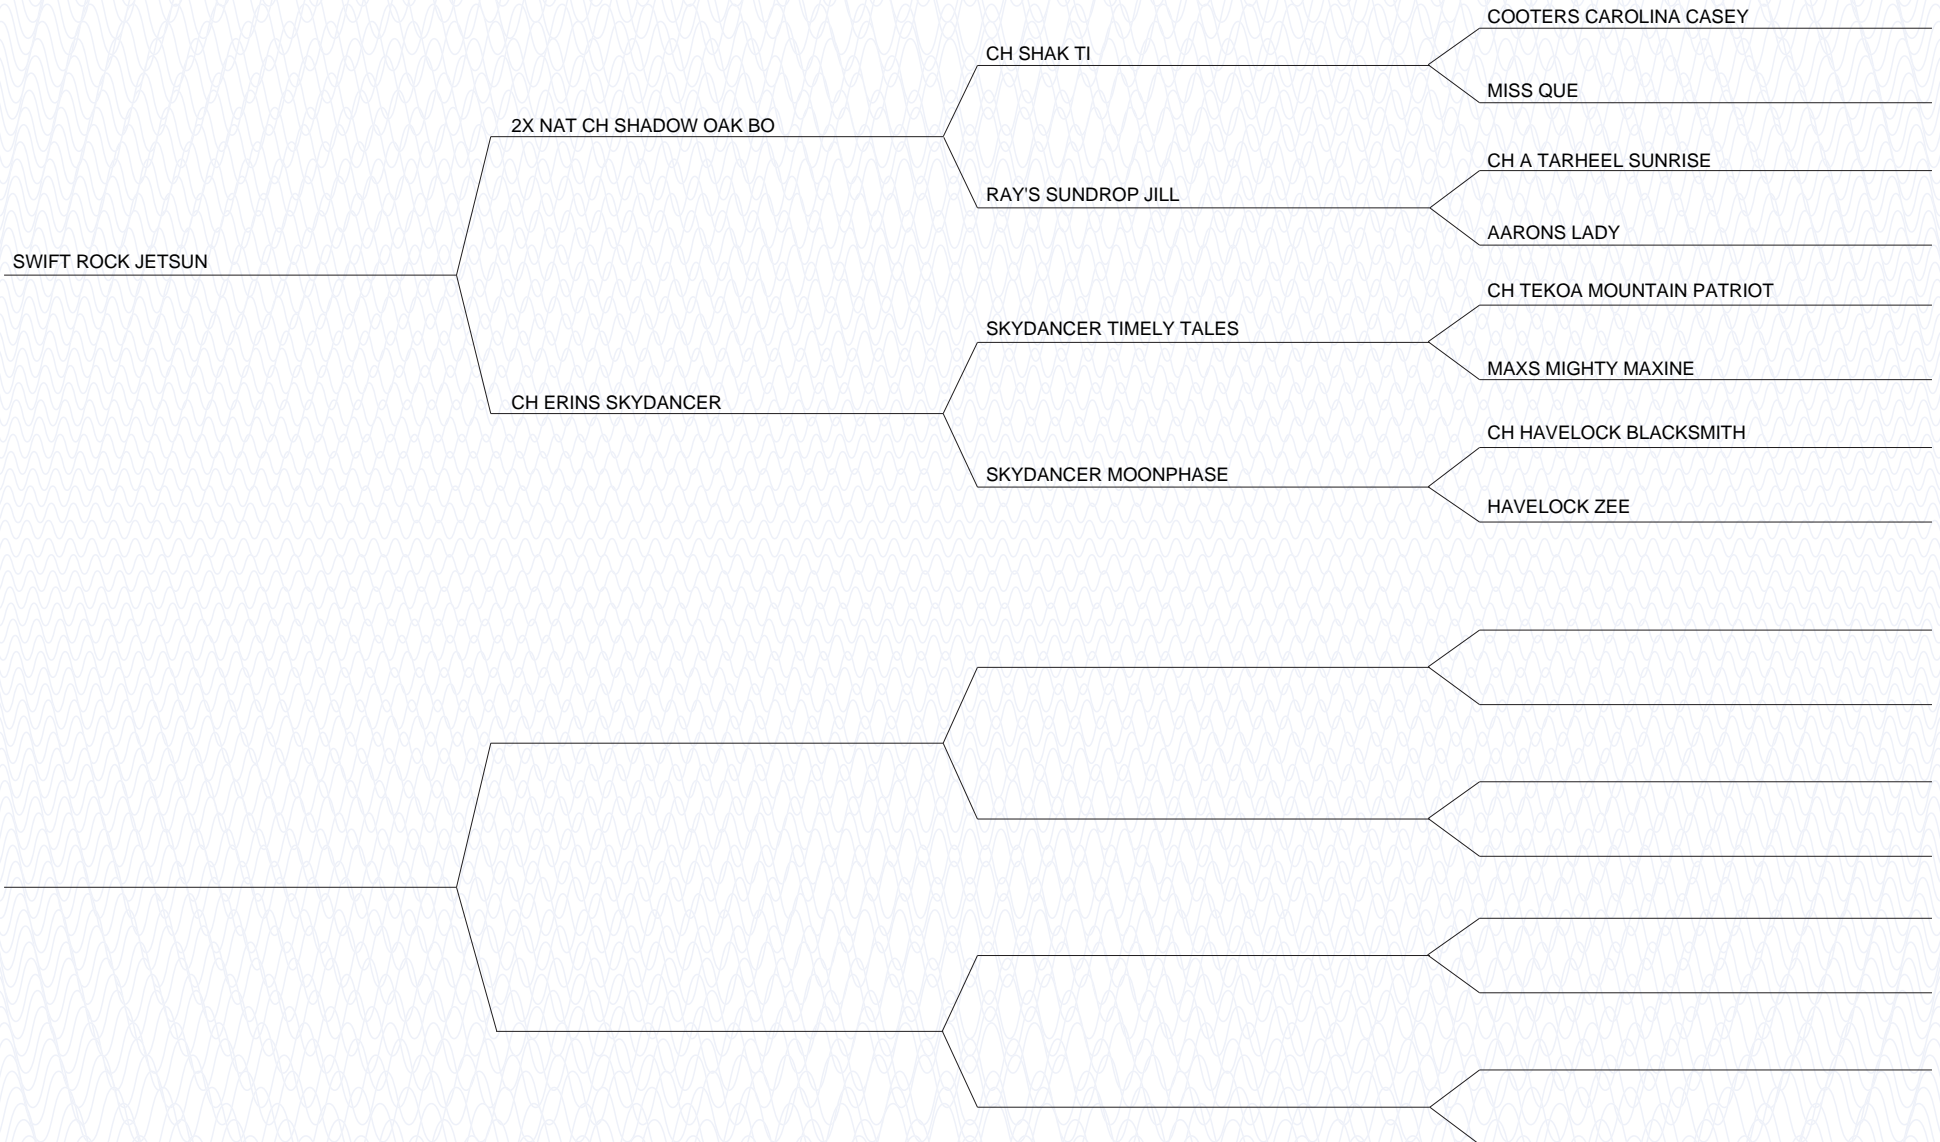 COOTERS CAROLINA CASEY
CH SHAK TI
MISS QUE
2X NAT CH SHADOW OAK BO
CH A TARHEEL SUNRISE
RAY'S SUNDROP JILL
AARONS LADY
SWIFT ROCK JETSUN
CH TEKOA MOUNTAIN PATRIOT
SKYDANCER TIMELY TALES
MAXS MIGHTY MAXINE
CH ERINS SKYDANCER
CH HAVELOCK BLACKSMITH
SKYDANCER MOONPHASE
HAVELOCK ZEE